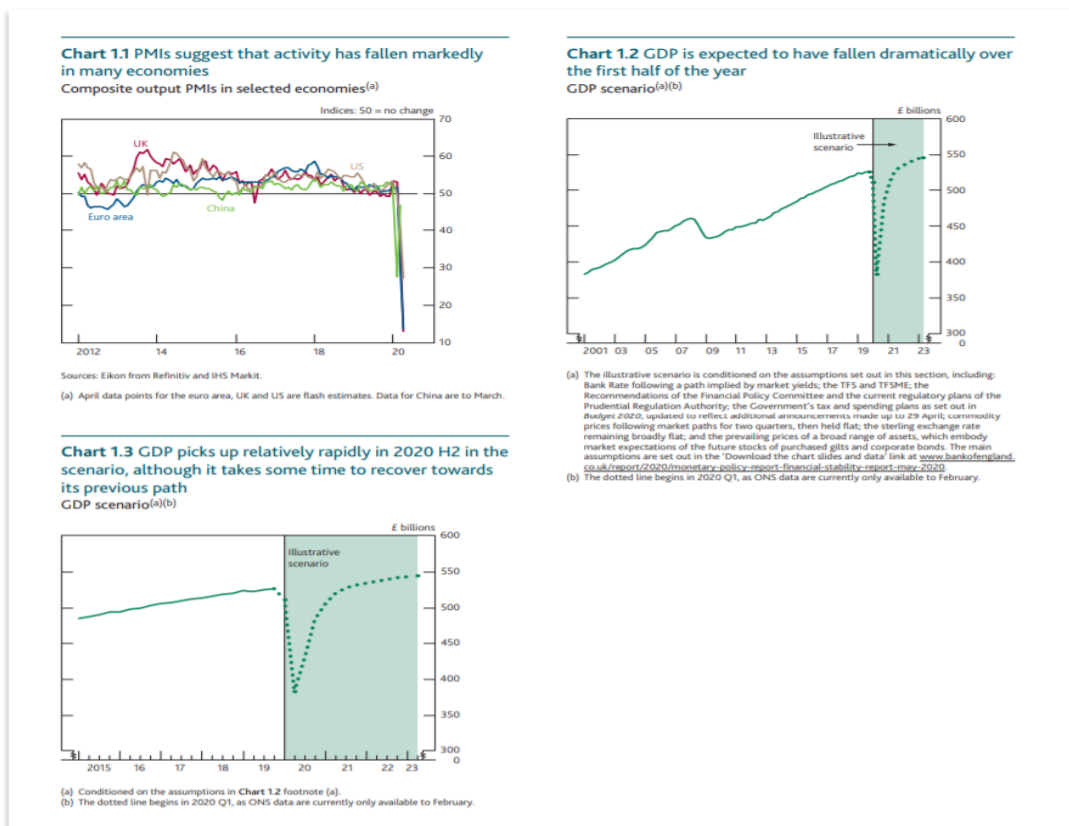 Chart 1.1 PMIs suggest that activity has fallen markedly
in many economies
Composite output PMIs in selected economies(a)
Indices: 50 = no change
70
60
50
40
30
20
10
UK
US
China
Euro area
2012 14 16 18 20
Sources: Eikon from Refinitiv and IHS Markit.
(a) April data points for the euro area, UK and US are flash estimates. Data for China are to March.
Chart 1.2 GDP is expected to have fallen dramatically over
the first half of the year
GDP scenario(a)(b)
£ billions
Illustrative
scenario
600
550
500
450
400
350
300
0
2001 03 05 07 09 11 13 15 17 19 21 23
(a) The illustrative scenario is conditioned on the assumptions set out in this section, including:
Bank Rate following a path implied by market yields; the TFS and TFSME; the
Recommendations of the Financial Policy Committee and the current regulatory plans of the
Prudential Regulation Authority; the Government's tax and spending plans as set out in
Budget 2020, updated to reflect additional announcements made up to 29 April; commodity
prices following market paths for two quarters, then held flat; the sterling exchange rate
remaining broadly flat; and the prevailing prices of a broad range of assets, which embody
market expectations of the future stocks of purchased gilts and corporate bonds. The main
assumptions are set out in the 'Download the chart slides and data' link at www.bankofengland.
co.uk/report/2020/monetary-policy-report-financial-stability-report-may-2020.
(b) The dotted line begins in 2020 Q1, as ONS data are currently only available to February.
Chart 1.3 GDP picks up relatively rapidly in 2020 H2 in the
scenario, although it takes some time to recover towards
its previous path
GDP scenario(a)(b)
£ billions
Illustrative
scenario
600
550
500
450
400
350
300
0
2015 16 17 18 19 20 21 22 23
(a) Conditioned on the assumptions in Chart 1.2 footnote (a).
(b) The dotted line begins in 2020 Q1, as ONS data are currently only available to February.